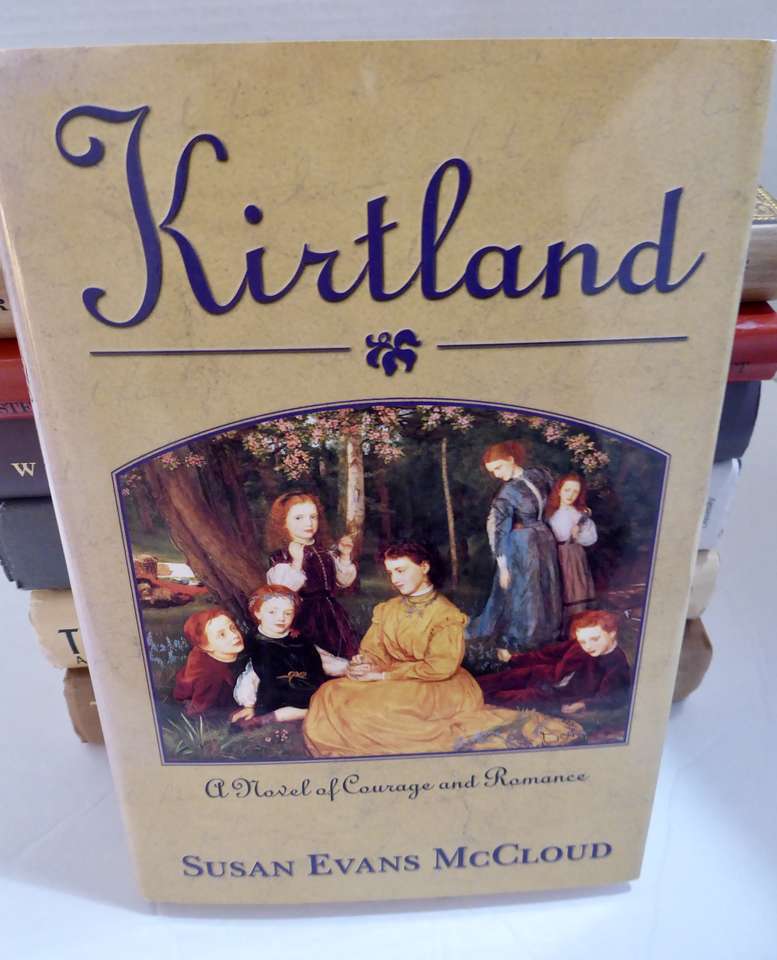 Kirtland
A Novel of Courage and Romance
SUSAN EVANS MCCLOUD